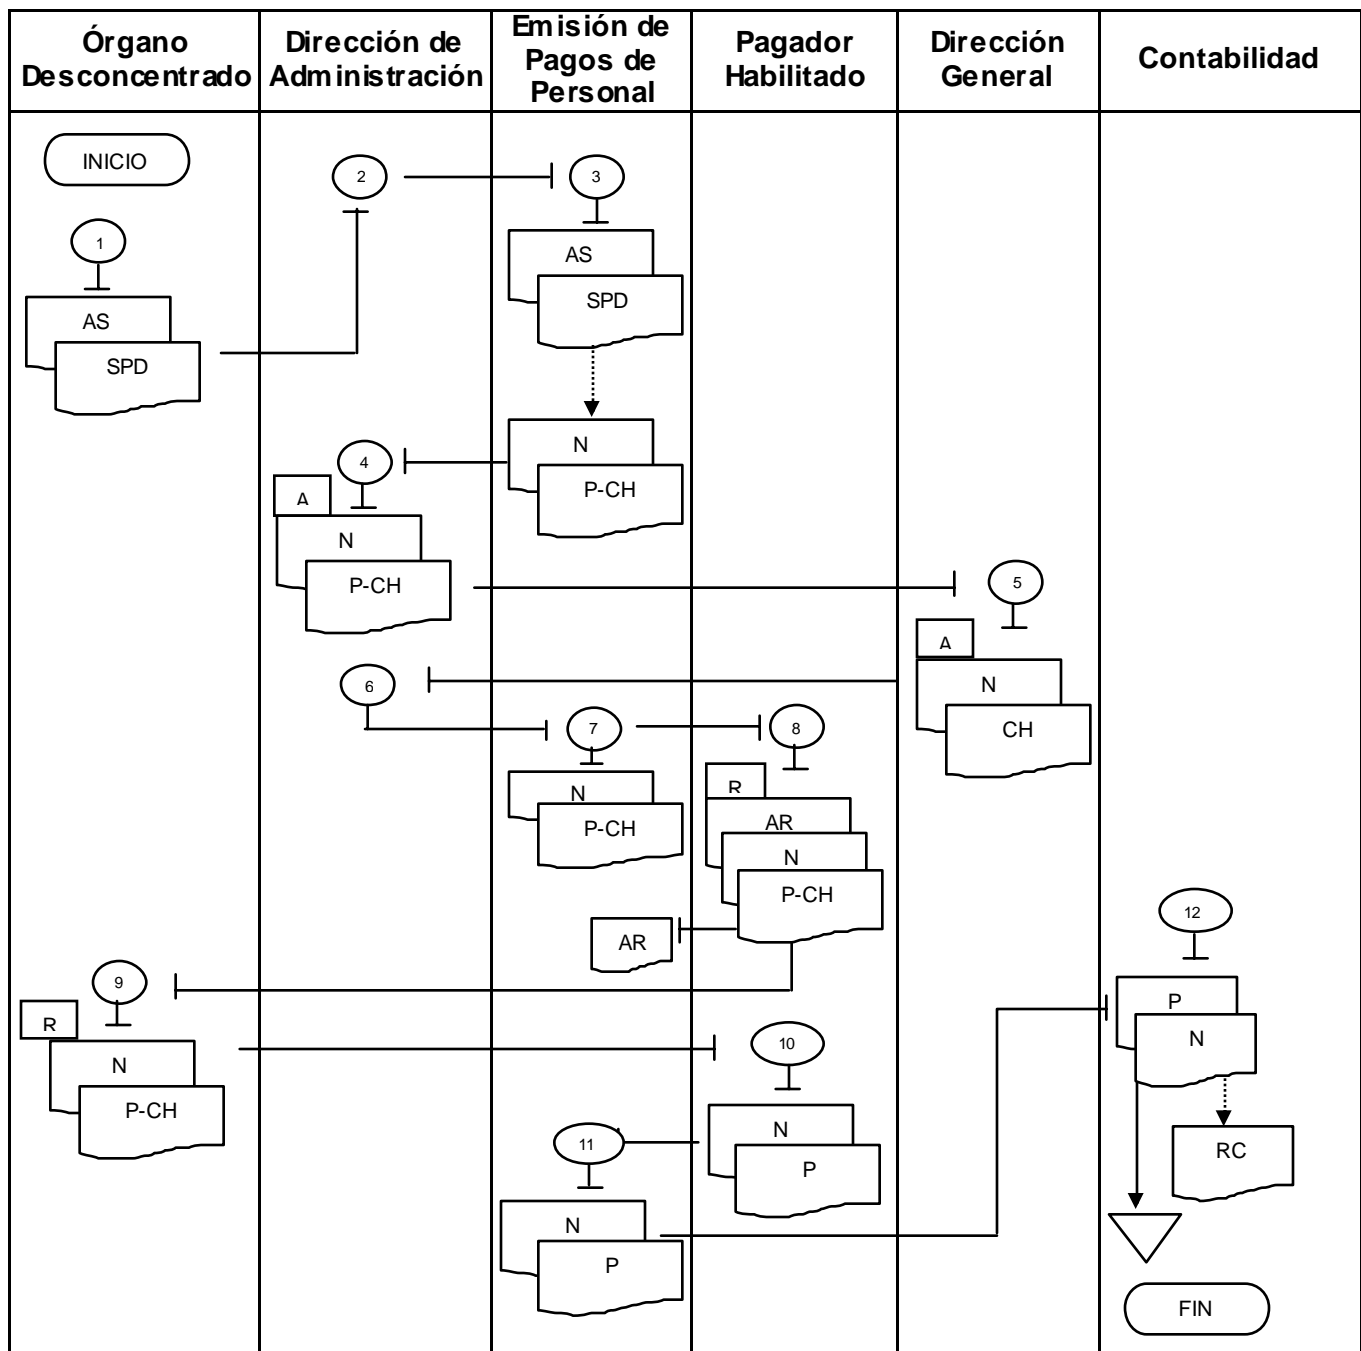 Órgano
Desconcentrado
Dirección de
Administración
Emisión de
Pagos de
Personal
Pagador
Habilitado
Dirección
General
Contabilidad
INICIO
2
3
1
AS
SPD
AS
SPD
N
P-CH
4
A
N
P-CH
5
A
N
CH
6
7
8
N
P-CH
R
AR
N
P-CH
AR
12
9
R
N
P-CH
P
N
10
N
P
11
RC
N
P
FIN